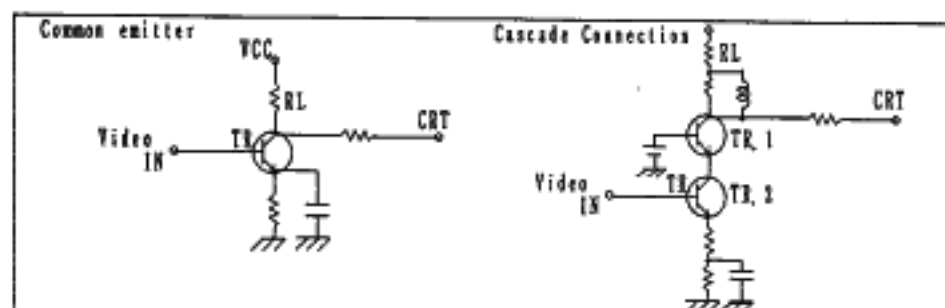 Common emitter
VCC
RL
TR
Video
IN
CRT
Cascade Connection
RL
CRT
TR, 1
Video
IN
TR
TR, 2